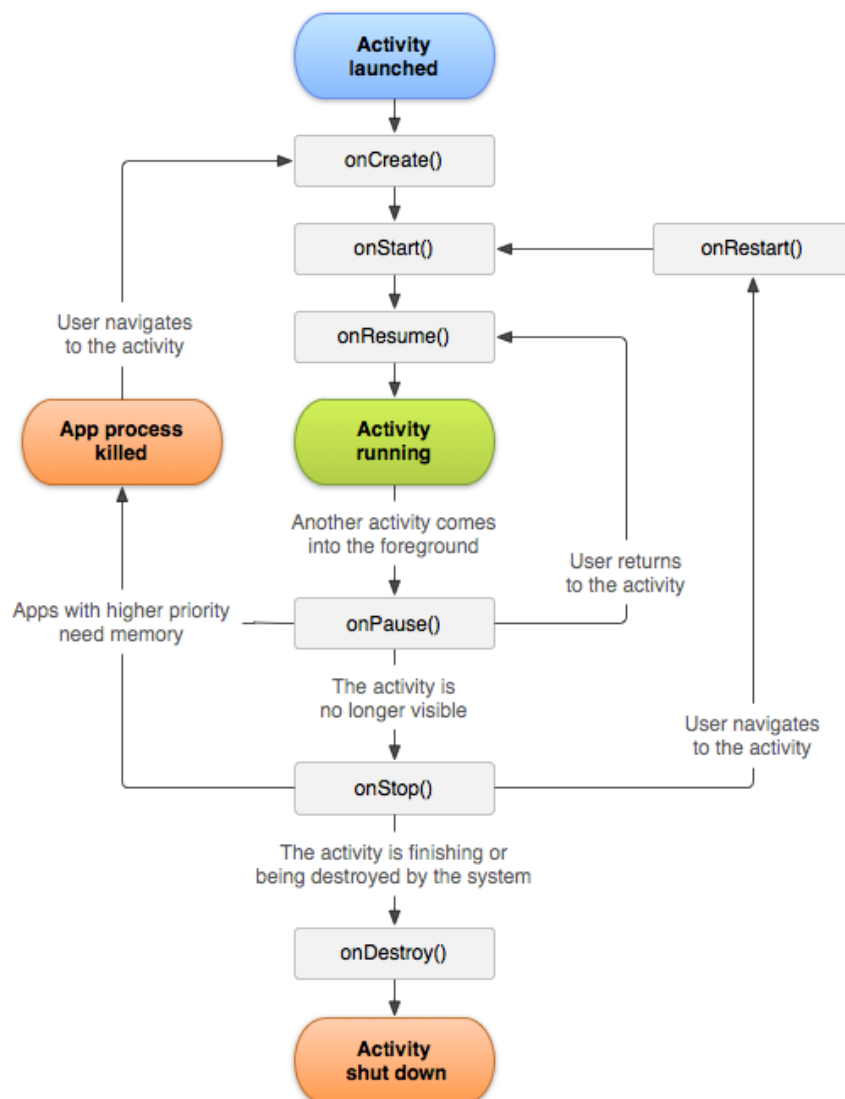 Activity
launched
onCreate()
onStart()
onRestart()
onResume()
User navigates
to the activity
App process
killed
Activity
running
Another activity comes
into the foreground
User returns
to the activity
Apps with higher priority
need memory
onPause()
The activity is
no longer visible
User navigates
to the activity
onStop()
The activity is finishing or
being destroyed by the system
onDestroy()
Activity
shut down